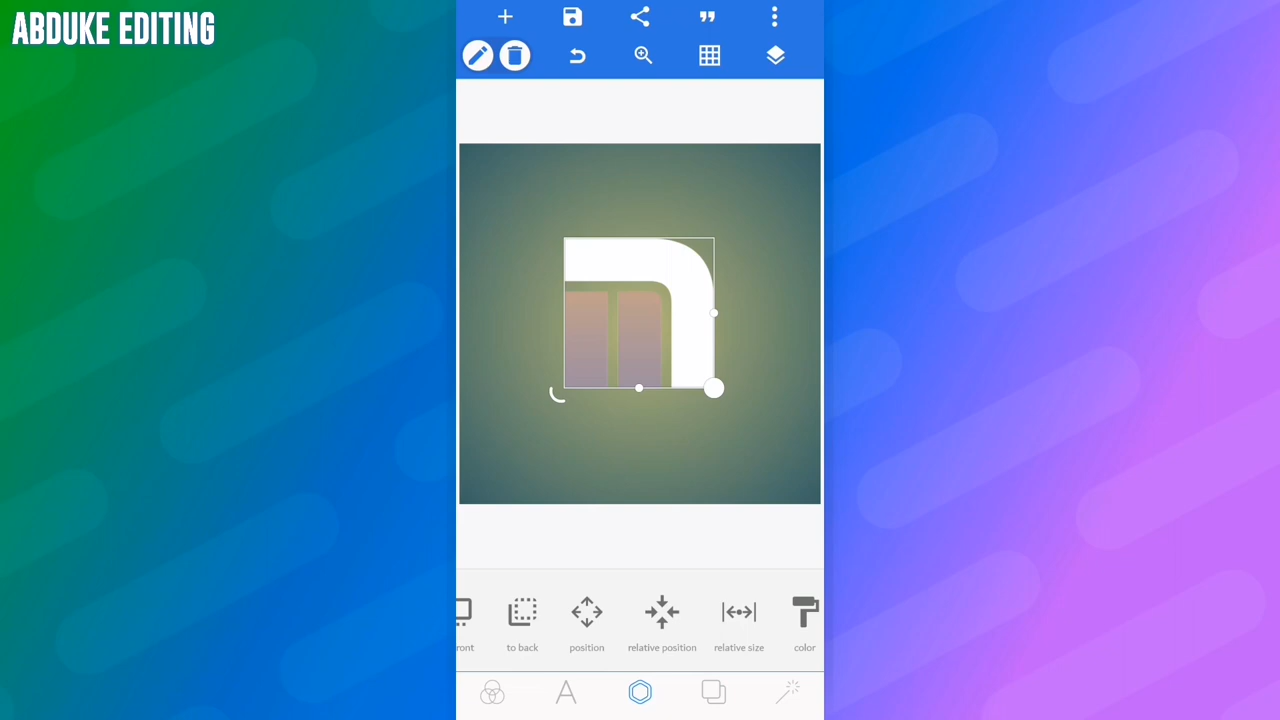 ABDUKE EDITING
ront
to back
position
relative position
relative size
color